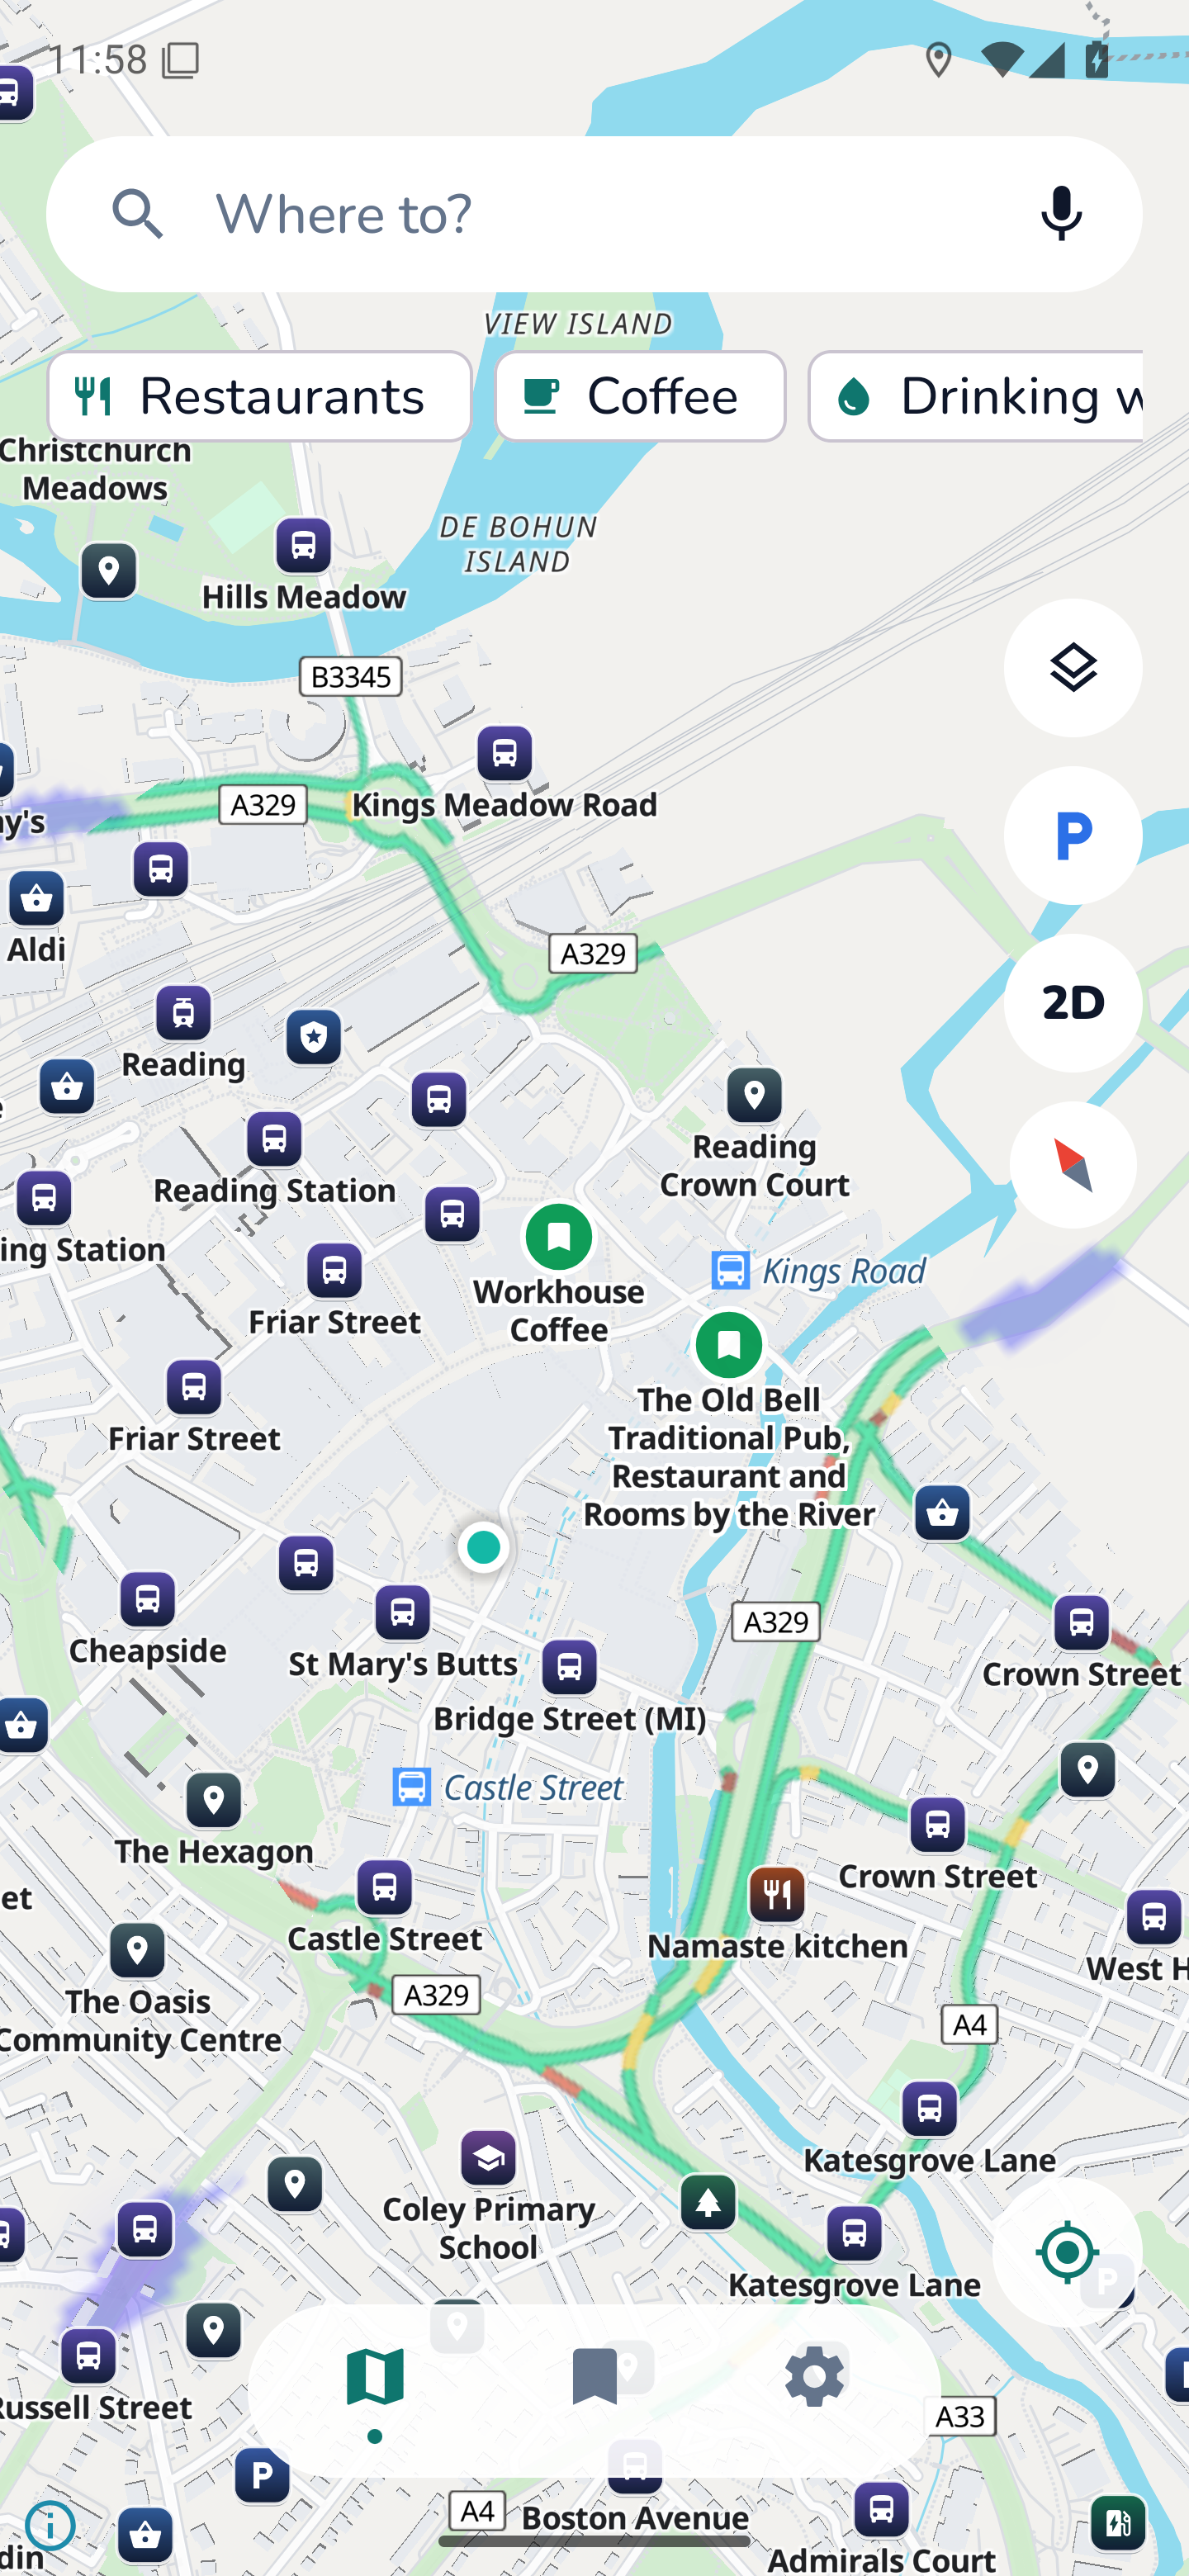 11:58
Where to?
VIEW ISLAND
Restaurants
Coffee
Drinking w
Christchurch
Meadows
DE BOHUN
ISLAND
Hills Meadow
B3345
A329
Kings Meadow Road
ny's
P
Aldi
A329
2D
Reading
Reading
Crown Court
Reading Station
ing Station
Kings Road
Workhouse
Coffee
Friar Street
The Old Bell
Traditional Pub,
Restaurant and
Rooms by the River
Friar Street
A329
Cheapside
St Mary's Butts
Crown Street
Bridge Street (MI)
Castle Street
The Hexagon
Crown Street
et
Castle Street
Namaste kitchen
West H
A329
The Oasis
Community Centre
A4
Katesgrove Lane
Coley Primary
School
P
Katesgrove Lane
Russell Street
A33
P
A4
Boston Avenue
din
Admirals Court